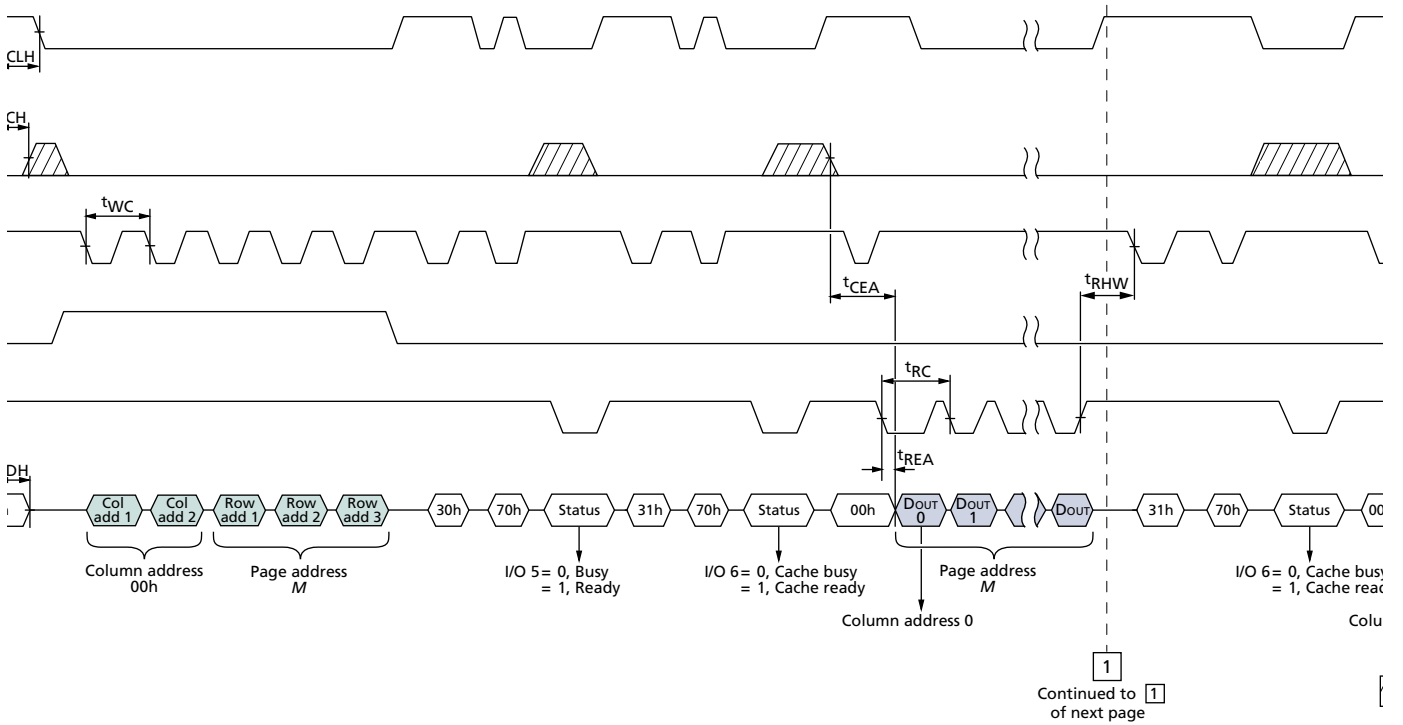 CLH
CH
tWC
tCEA
tRHW
tRC
tREA
DH
Col add 1
Col add 2
Row add 1
Row add 2
Row add 3
30h
70h
Status
31h
70h
Status
00h
DOUT 0
DOUT 1
DOUT
31h
70h
Status
00
Column address
00h
Page address
M
I/O 5 = 0, Busy
= 1, Ready
I/O 6 = 0, Cache busy
= 1, Cache ready
Page address
M
I/O 6 = 0, Cache busy
= 1, Cache read
Column address 0
Colu
1
Continued to 1
of next page